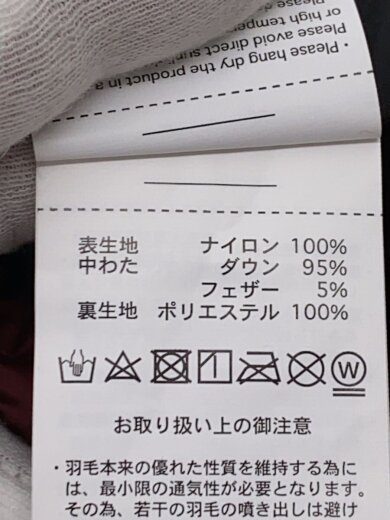 ・Please hang dry the product in a
Please avoid direct
or high
表生地 ナイロン 100%
中わた ダウン 95%
フェザー 5%
裏生地 ポリエステル 100%
W
お取り扱い上の御注意
・羽毛本来の優れた性質を維持する為に
は、最小限の通気性が必要となります。
その為、若干の羽毛の噴き出しは避け